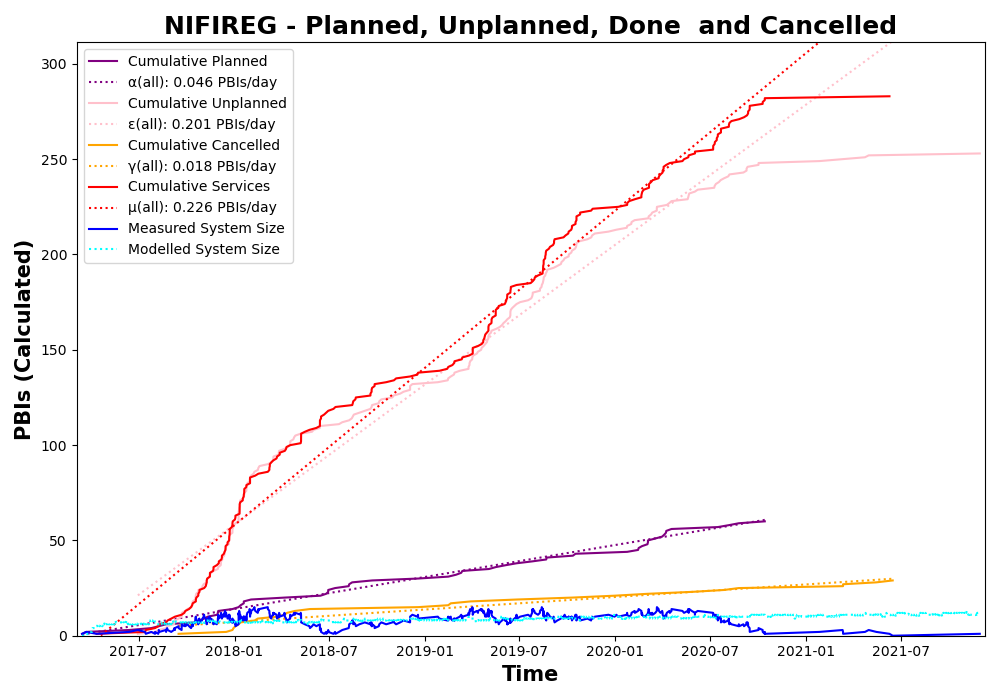 NIFIREG - Planned, Unplanned, Done  and Cancelled
Cumulative Planned
α(all): 0.046 PBIs/day
Cumulative Unplanned
ε(all): 0.201 PBIs/day
Cumulative Cancelled
γ(all): 0.018 PBIs/day
Cumulative Services
μ(all): 0.226 PBIs/day
Measured System Size
Modelled System Size
PBIs (Calculated)
300
250
200
150
100
50
0
2017-07 2018-01 2018-07 2019-01 2019-07 2020-01 2020-07 2021-01 2021-07
Time